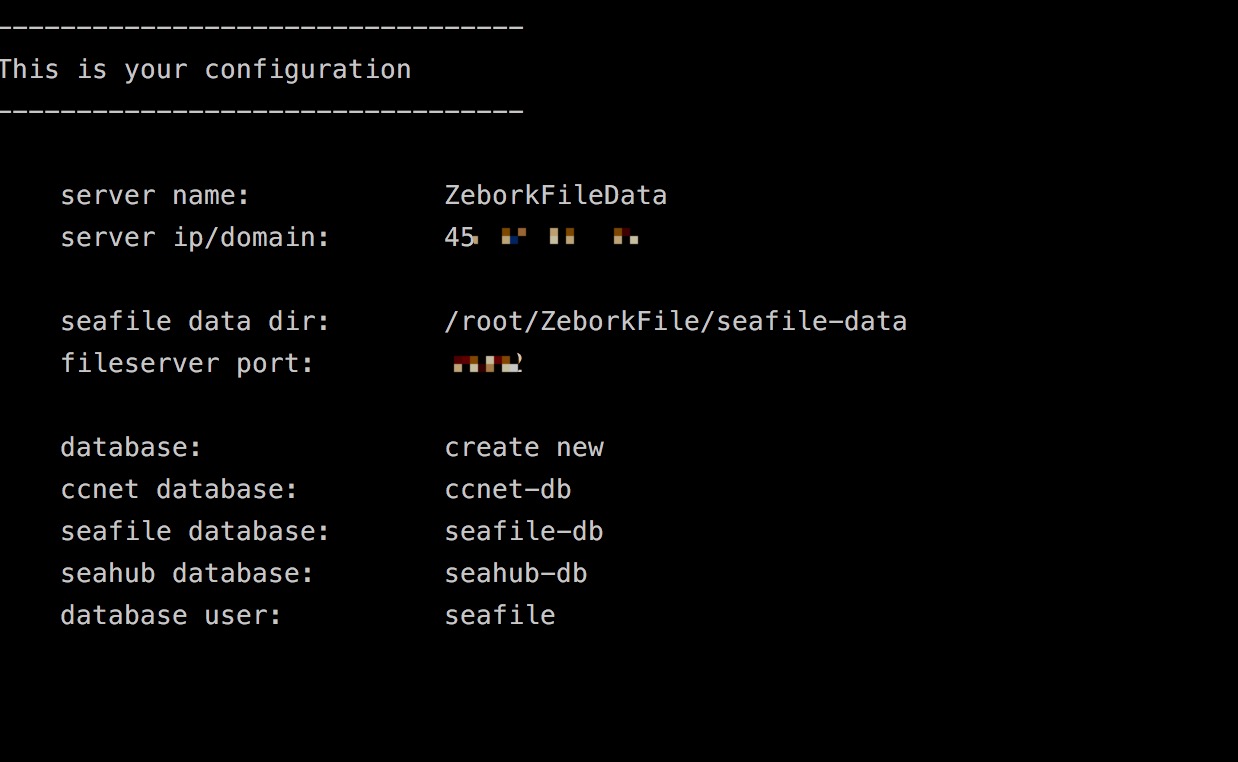 ---------------------------------
This is your configuration
---------------------------------
server name: ZeborkFileData
server ip/domain: 45
seafile data dir: /root/ZeborkFile/seafile-data
fileserver port:
database: create new
ccnet database: ccnet-db
seafile database: seafile-db
seahub database: seahub-db
database user: seafile